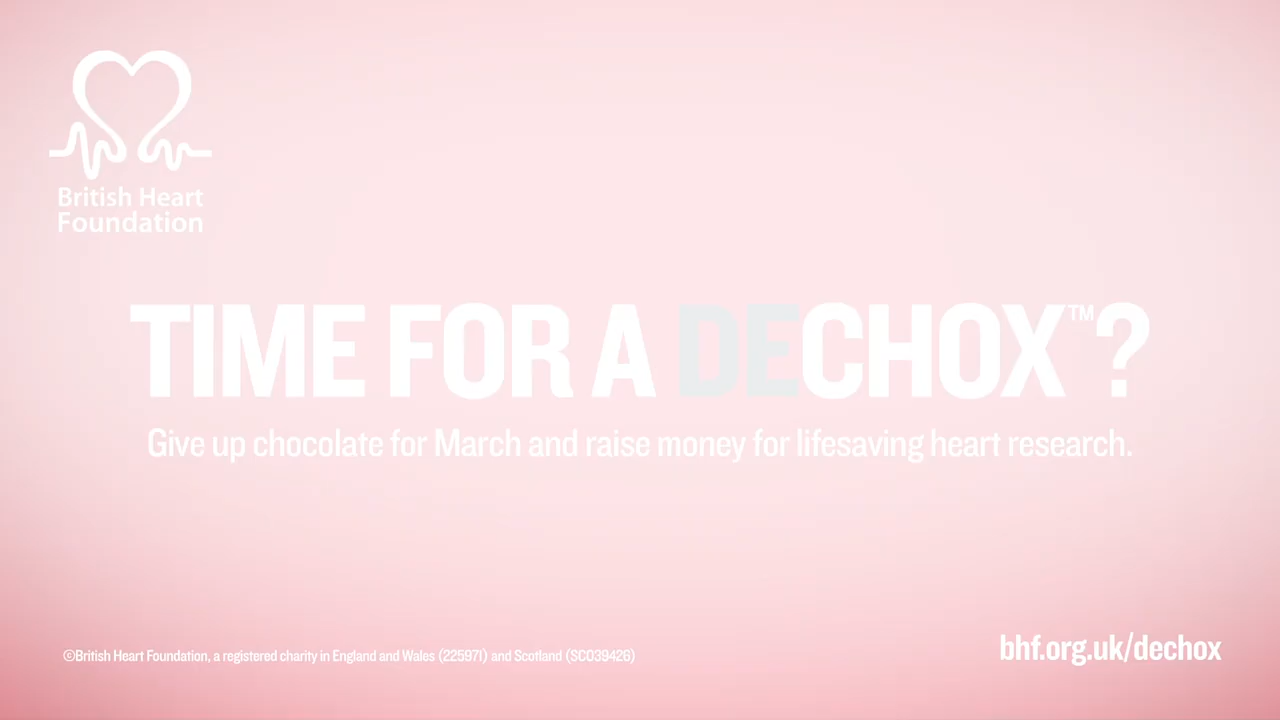 British Heart
Foundation
TIME FOR A DECHOX™?
Give up chocolate for March and raise money for lifesaving heart research.
©British Heart Foundation, a registered charity in England and Wales (225971) and Scotland (SC039426)
bhf.org.uk/dechox